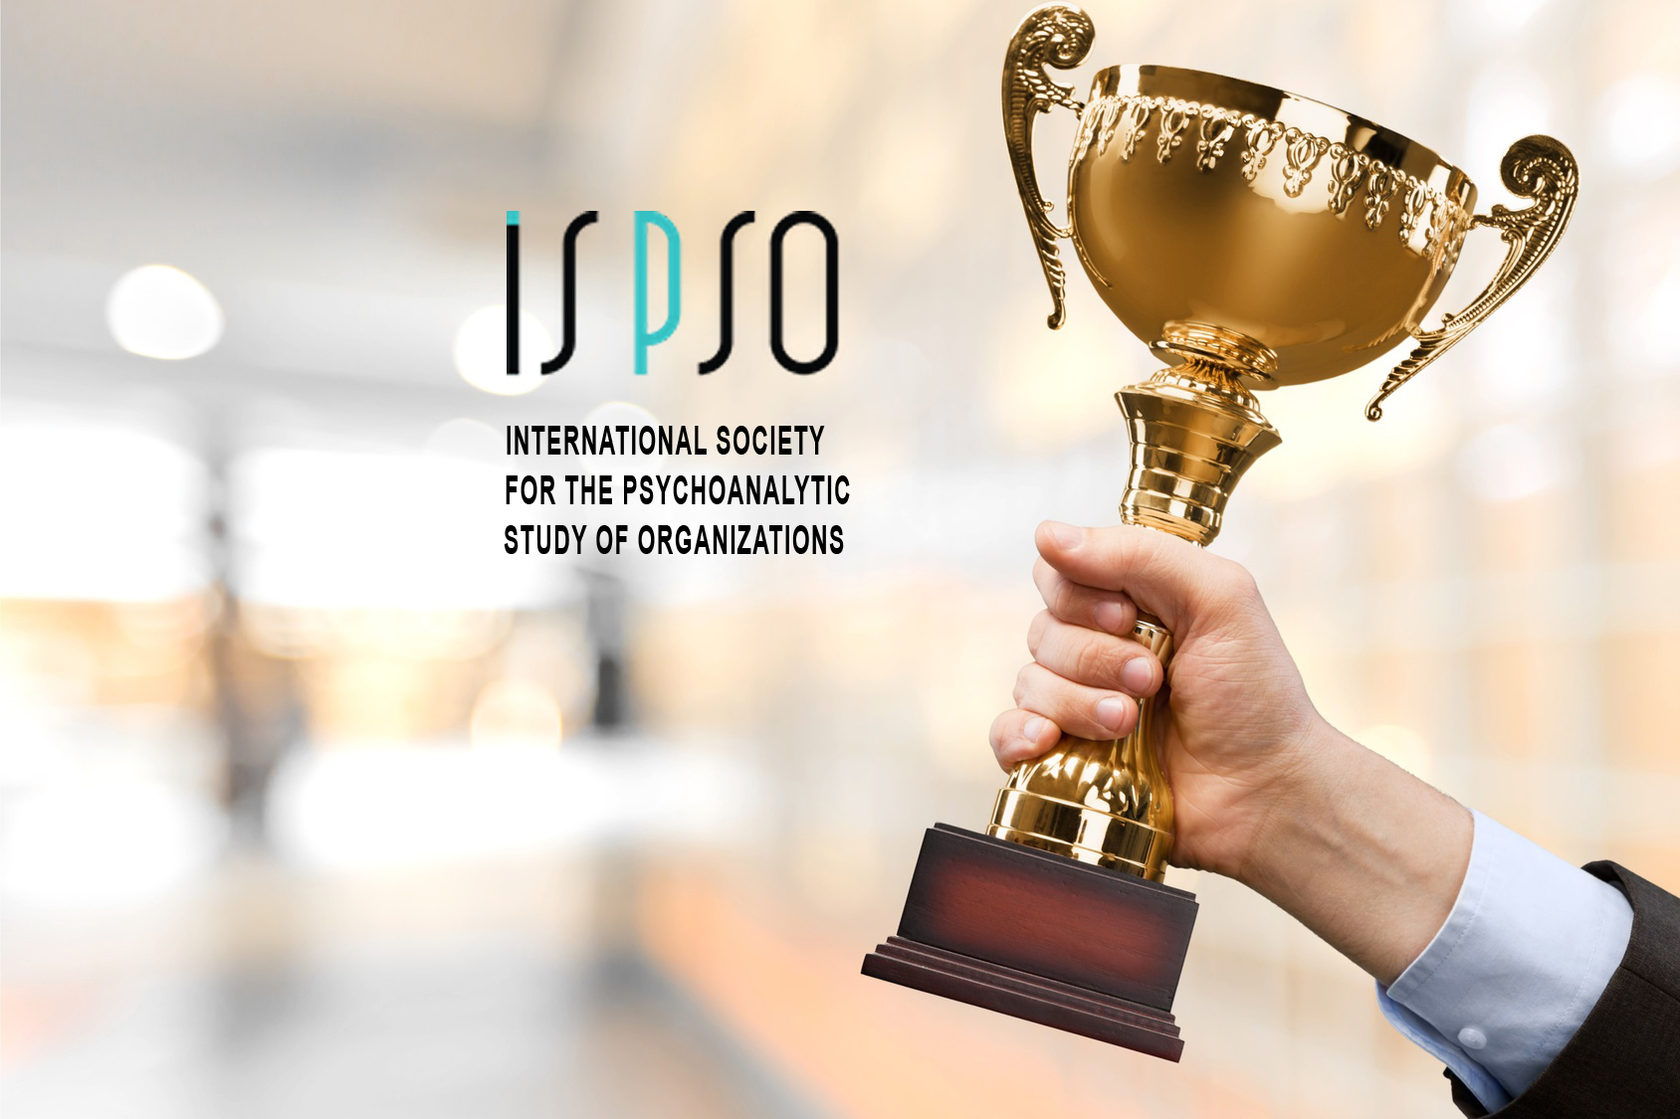 iSPSO
INTERNATIONAL SOCIETY
FOR THE PSYCHOANALYTIC
STUDY OF ORGANIZATIONS